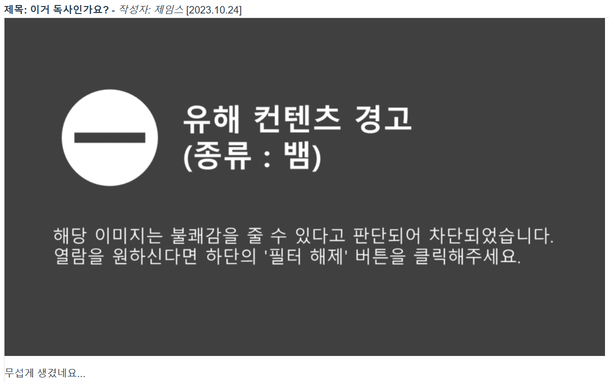 제목: 이거 독사인가요? - 작성자: 제임스 [2023.10.24]
유해 컨텐츠 경고
(종류 : 뱀)
해당 이미지는 불쾌감을 줄 수 있다고 판단되어 차단되었습니다.
열람을 원하신다면 하단의 '필터 해제' 버튼을 클릭해주세요.
무섭게 생겼네요...